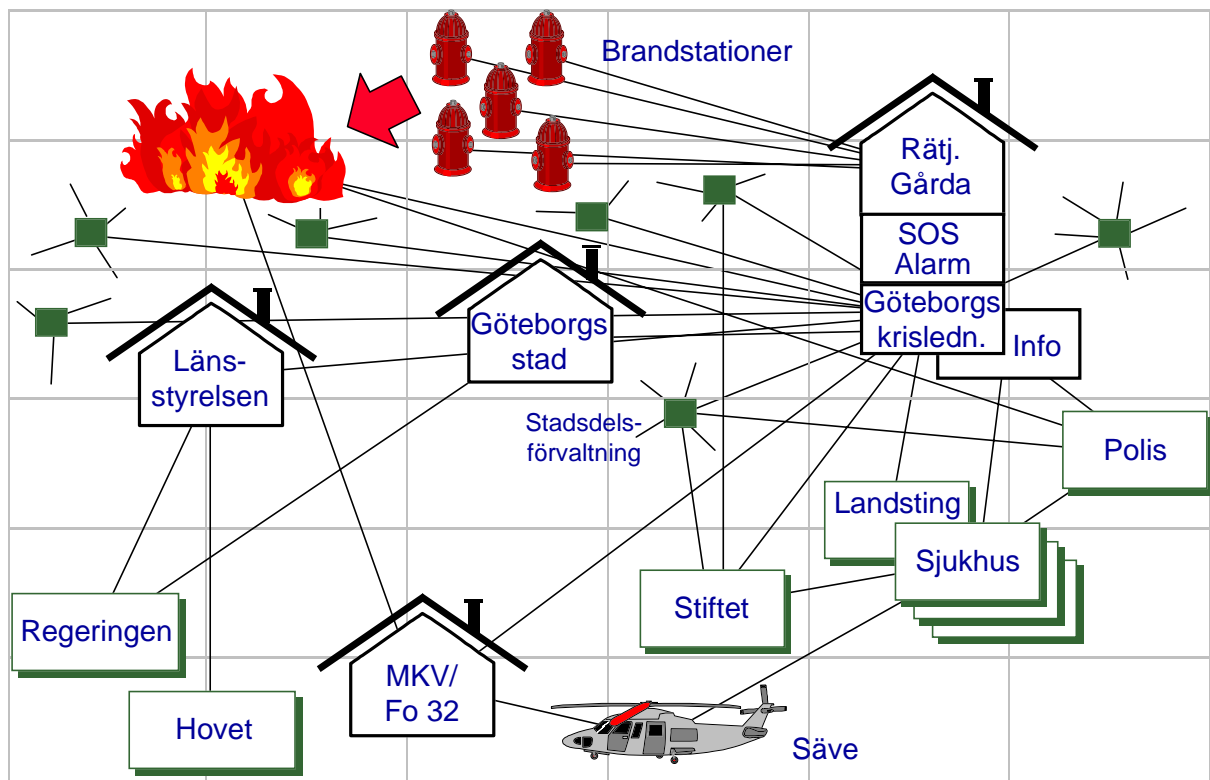 Brandstationer
Rätj.
Gårda
SOS
Alarm
Göteborgs
krisledn.
Info
Göteborgs
stad
Läns-
styrelsen
Stadsdels-
förvaltning
Polis
Landsting
Sjukhus
Stiftet
Regeringen
MKV/
Fo 32
Hovet
Säve